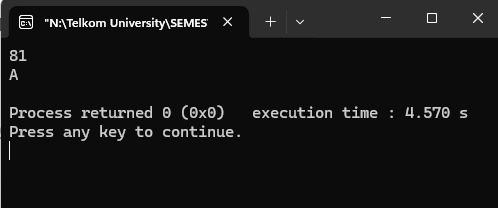 "N:\Telkom University\SEMES
81
A
Process returned 0 (0x0)   execution time : 4.570 s
Press any key to continue.